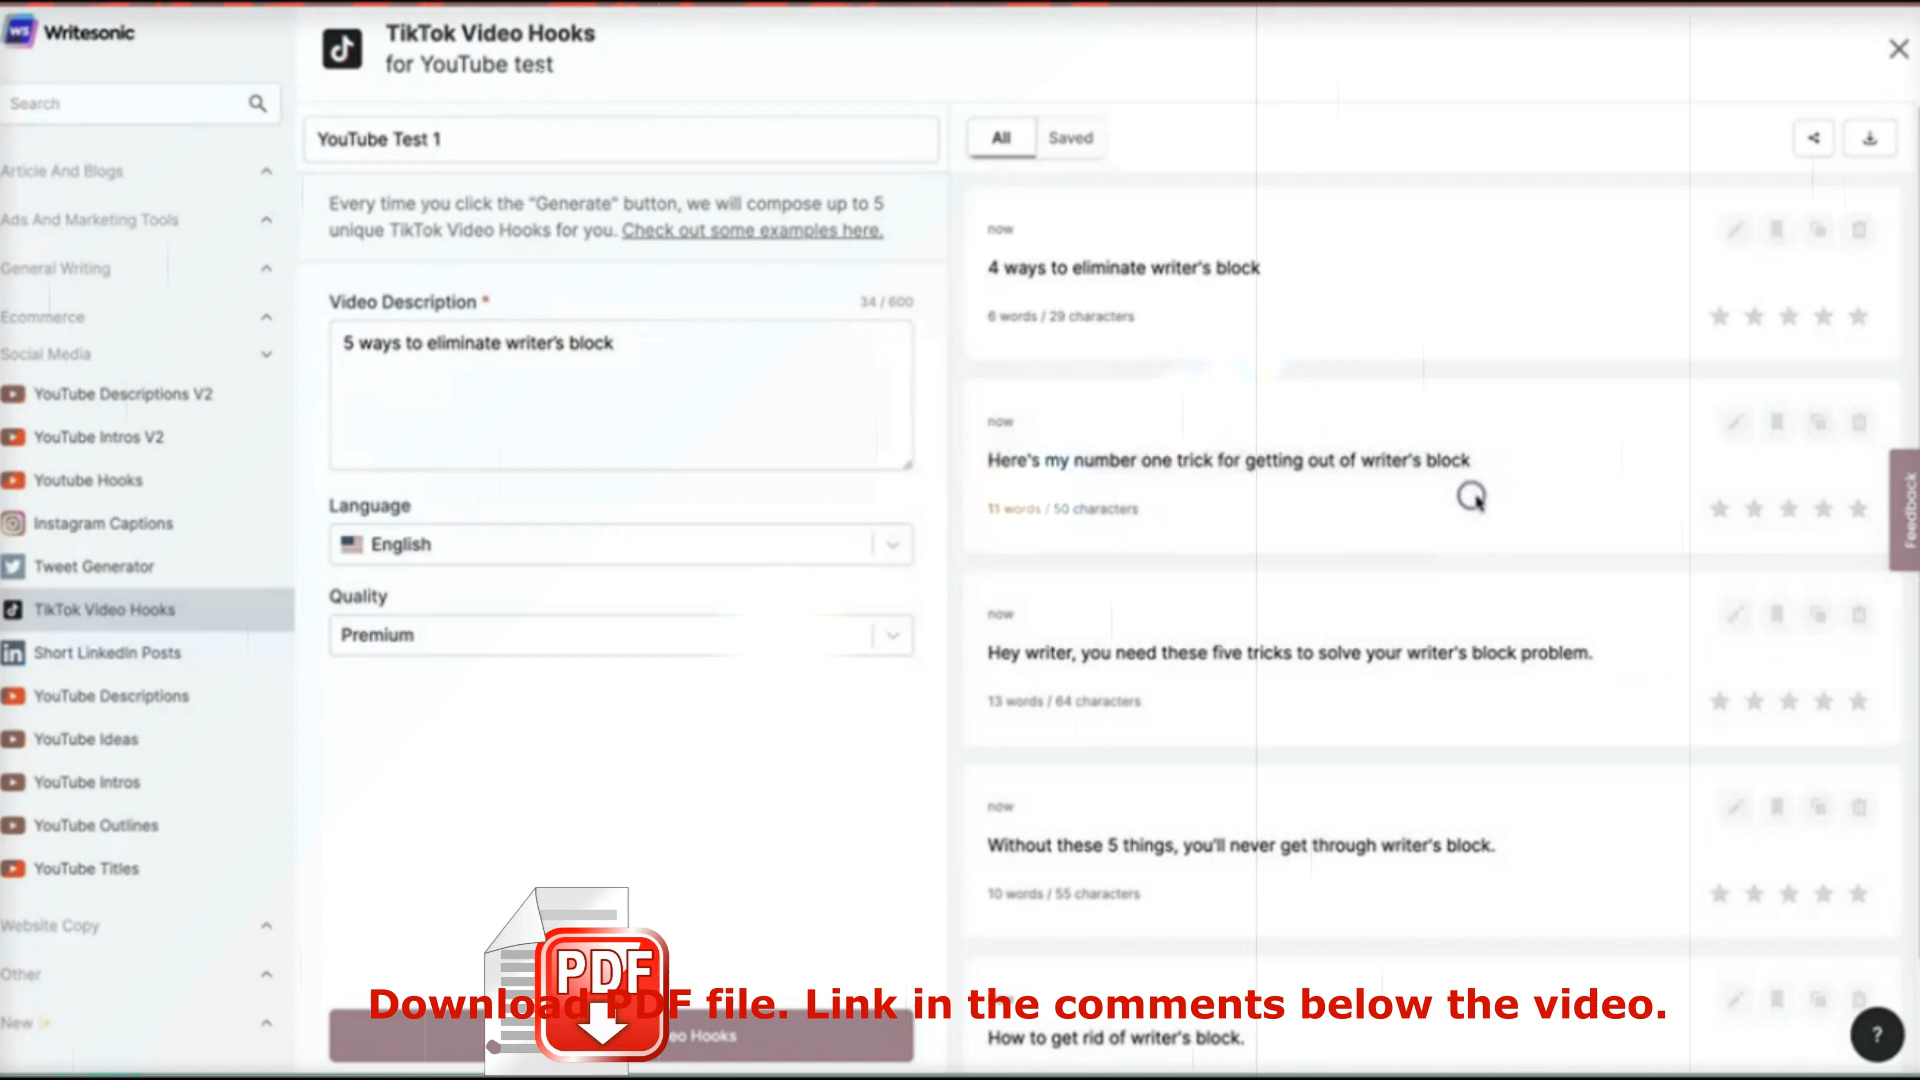 Writesonic
TikTok Video Hooks
for YouTube test
Search
YouTube Test 1
All
Saved
Article And Blogs
Ads And Marketing Tools
General Writing
Ecommerce
Social Media
YouTube Descriptions V2
YouTube Intros V2
Youtube Hooks
Instagram Captions
Tweet Generator
TikTok Video Hooks
Short LinkedIn Posts
YouTube Descriptions
YouTube Ideas
YouTube Intros
YouTube Outlines
YouTube Titles
Website Copy
Other
New
Every time you click the "Generate" button, we will compose up to 5
unique TikTok Video Hooks for you. Check out some examples here.
Video Description *
34 / 600
5 ways to eliminate writer's block
Language
English
Quality
Premium
now
4 ways to eliminate writer's block
6 words / 29 characters
now
Here's my number one trick for getting out of writer's block
11 words / 50 characters
now
Hey writer, you need these five tricks to solve your writer's block problem.
13 words / 64 characters
now
Without these 5 things, you'll never get through writer's block.
10 words / 55 characters
How to get rid of writer's block.
Feedback
?
PDF
Download PDF file. Link in the comments below the video.
Hooks